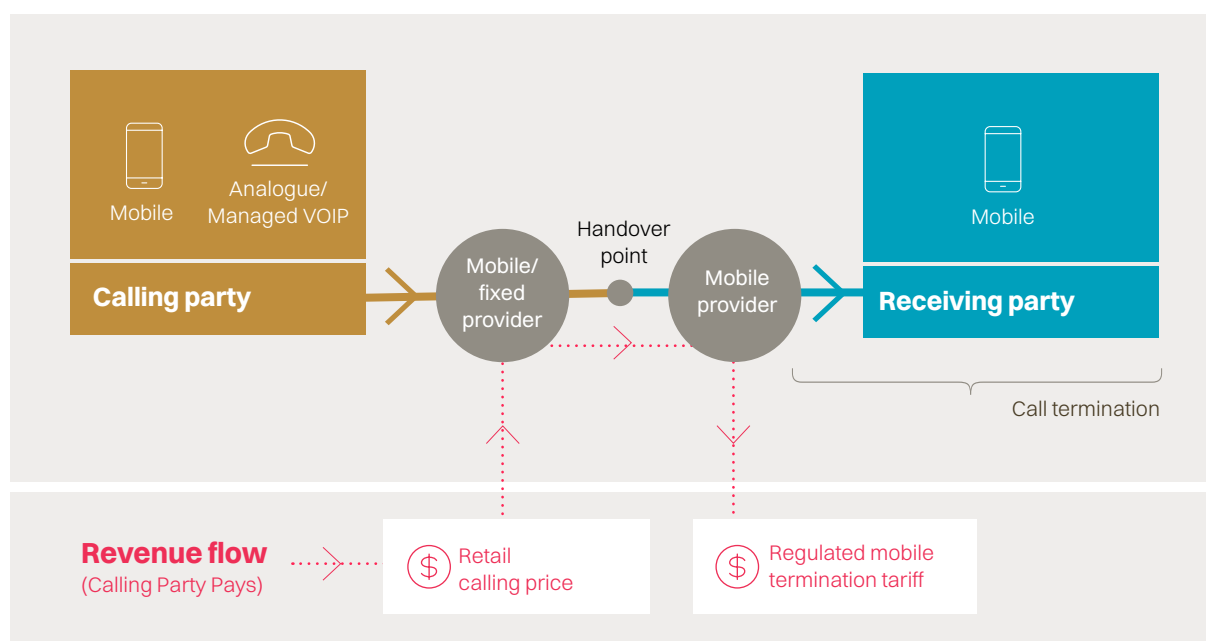 Mobile
Analogue/
Managed VOIP
Calling party
Mobile/
fixed
provider
Handover
point
Mobile
provider
Mobile
Receiving party
Call termination
Revenue flow
(Calling Party Pays)
$
Retail
calling price
$
Regulated mobile
termination tariff